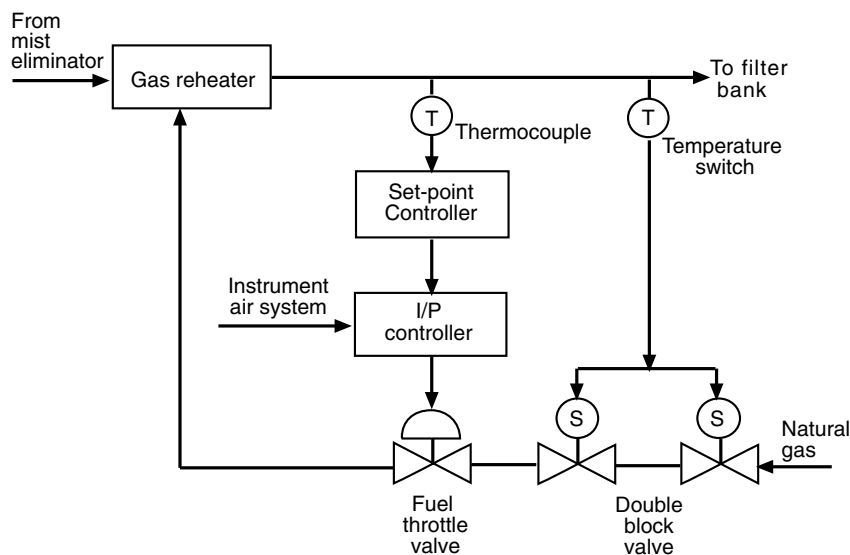 From
mist
eliminator
Gas reheater
To filter
bank
T
Thermocouple
T
Temperature
switch
Set-point
Controller
Instrument
air system
I/P
controller
S
S
Natural
gas
Fuel
throttle
valve
Double
block
valve